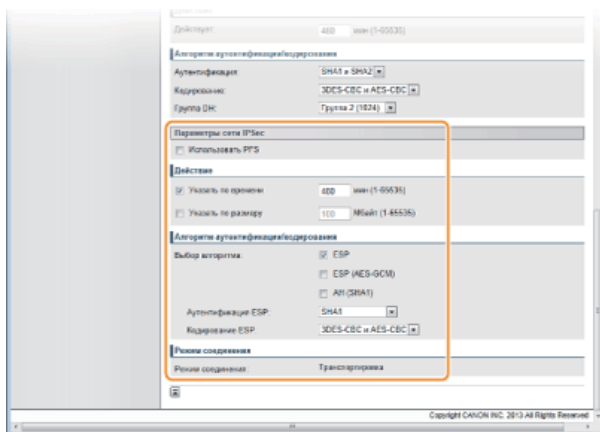 Действует: 480 мин (1-65535)
Алгоритм аутентификации/кодирования
Аутентификация: SHA1 и SHA2
Кодирование: 3DES-CBC и AES-CBC
Группа DH: Группа 2 (1024)
Параметры сети IPSec
Использовать PFS
Действие
Указать по времени 480 мин (1-65535)
Указать по размеру 100 Мбайт (1-65535)
Алгоритм аутентификации/кодирования
Выбор алгоритма: ESP
ESP (AES-GCM)
AH (SHA1)
Аутентификация ESP: SHA1
Кодирование ESP: 3DES-CBC и AES-CBC
Режим соединения
Режим соединения: Транспортировка
Copyright CANON INC. 2013 All Rights Reserved